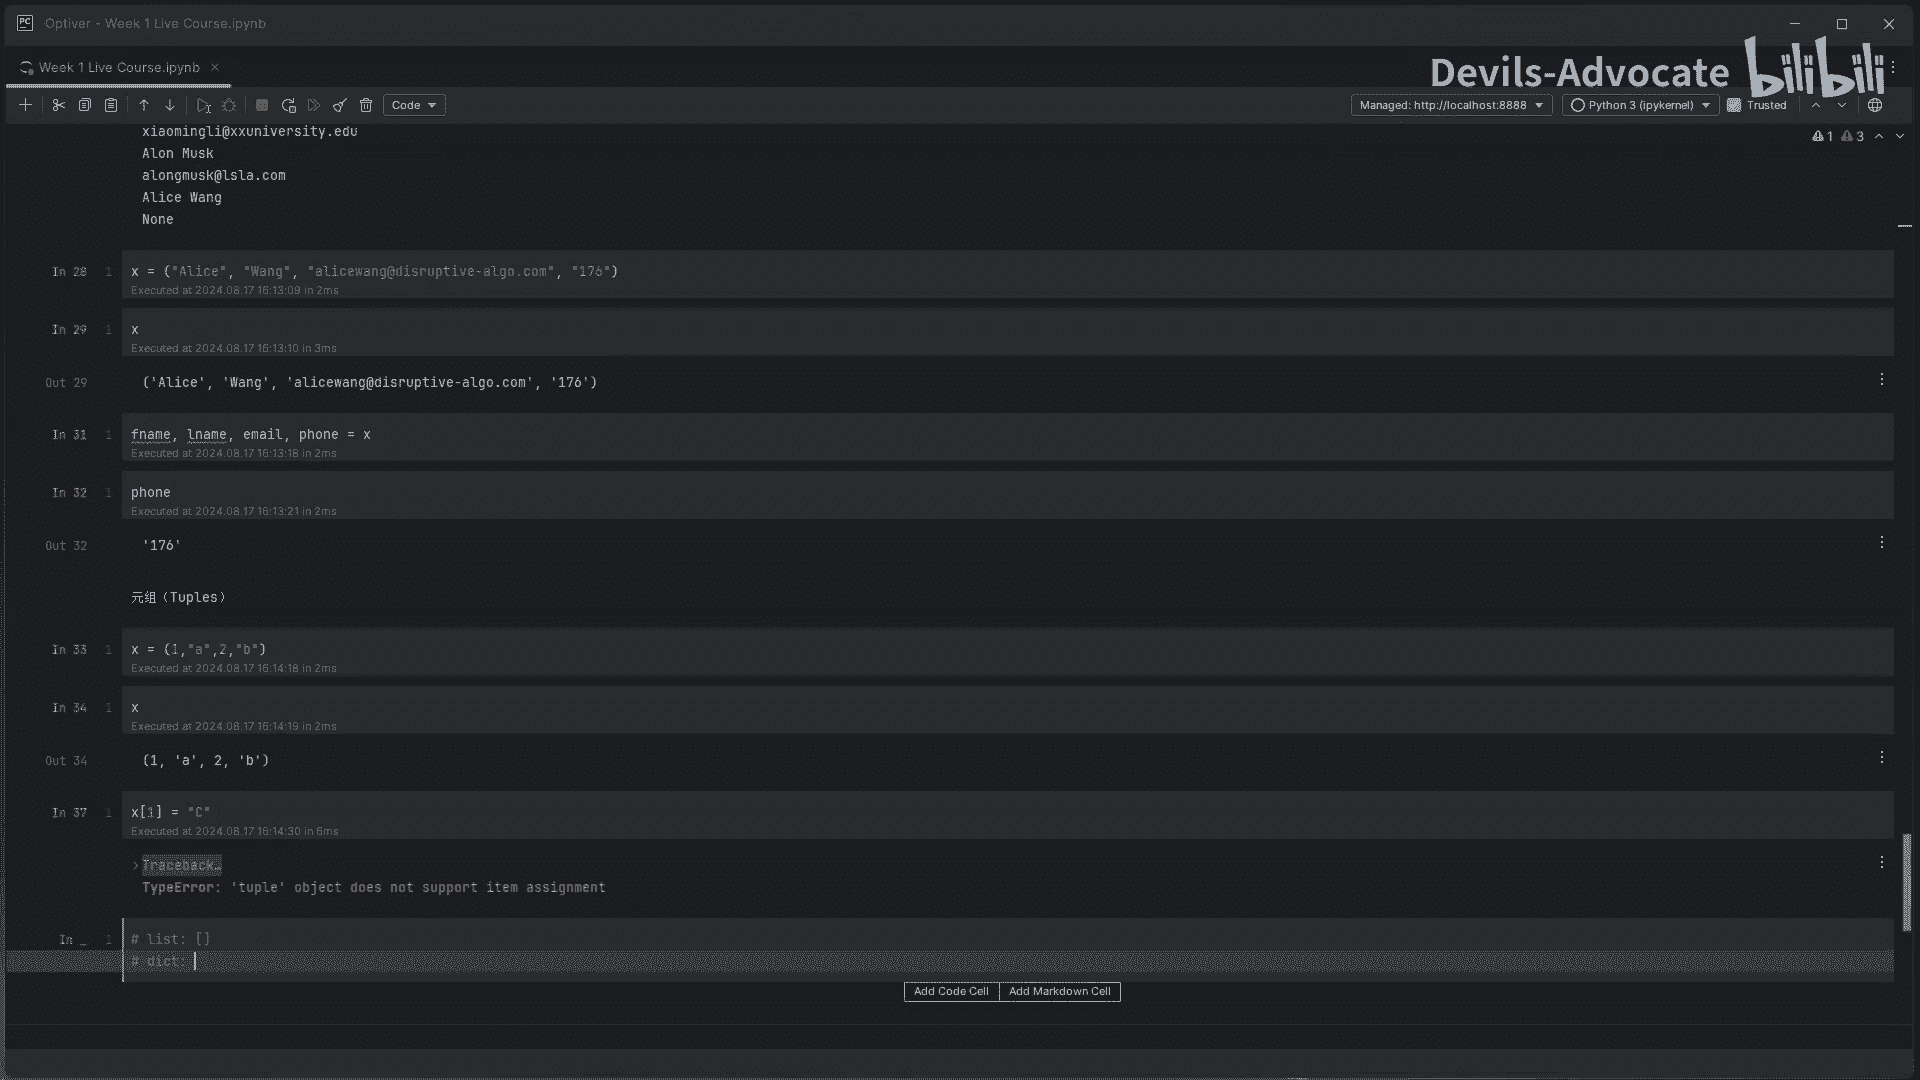 Optiver - Week 1 Live Course.ipynb
Week 1 Live Course.ipynb
Devils-Advocate bilibili
Code
Managed: http://localhost:8888
Python 3 (ipykernel)
Trusted
1 3
xiaomingli@xxuniversity.edu
Alon Musk
alongmusk@lsla.com
Alice Wang
None
In 28 1 x = ("Alice", "Wang", "alicewang@disruptive-algo.com", "176")
Executed at 2024.08.17 16:13:09 in 2ms
In 29 1 x
Executed at 2024.08.17 16:13:10 in 3ms
Out 29 ('Alice', 'Wang', 'alicewang@disruptive-algo.com', '176')
In 31 1 fname, lname, email, phone = x
Executed at 2024.08.17 16:13:18 in 2ms
In 32 1 phone
Executed at 2024.08.17 16:13:21 in 2ms
Out 32 '176'
元组（Tuples）
In 33 1 x = (1,"a",2,"b")
Executed at 2024.08.17 16:14:18 in 2ms
In 34 1 x
Executed at 2024.08.17 16:14:19 in 2ms
Out 34 (1, 'a', 2, 'b')
In 37 1 x[1] = "C"
Executed at 2024.08.17 16:14:30 in 6ms
Traceback…
TypeError: 'tuple' object does not support item assignment
In _ 1 # list: []
# dict:
Add Code Cell Add Markdown Cell